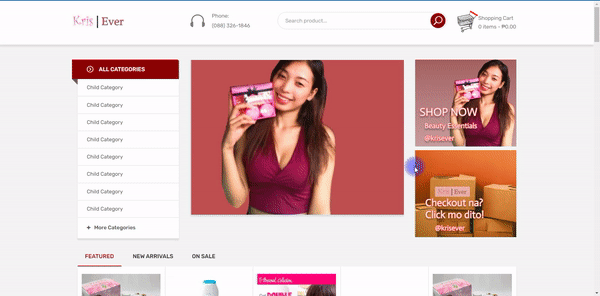 Kris | Ever
Phone:
(088) 326-1846
Search product...
Shopping Cart
0 items - ₱0.00
ALL CATEGORIES
Child Category
Child Category
Child Category
Child Category
Child Category
Child Category
Child Category
Child Category
+ More Categories
SHOP NOW
Beauty Essentials
@krisever
Kris | Ever
Checkout na?
Click mo dito!
@krisever
FEATURED
NEW ARRIVALS
ON SALE